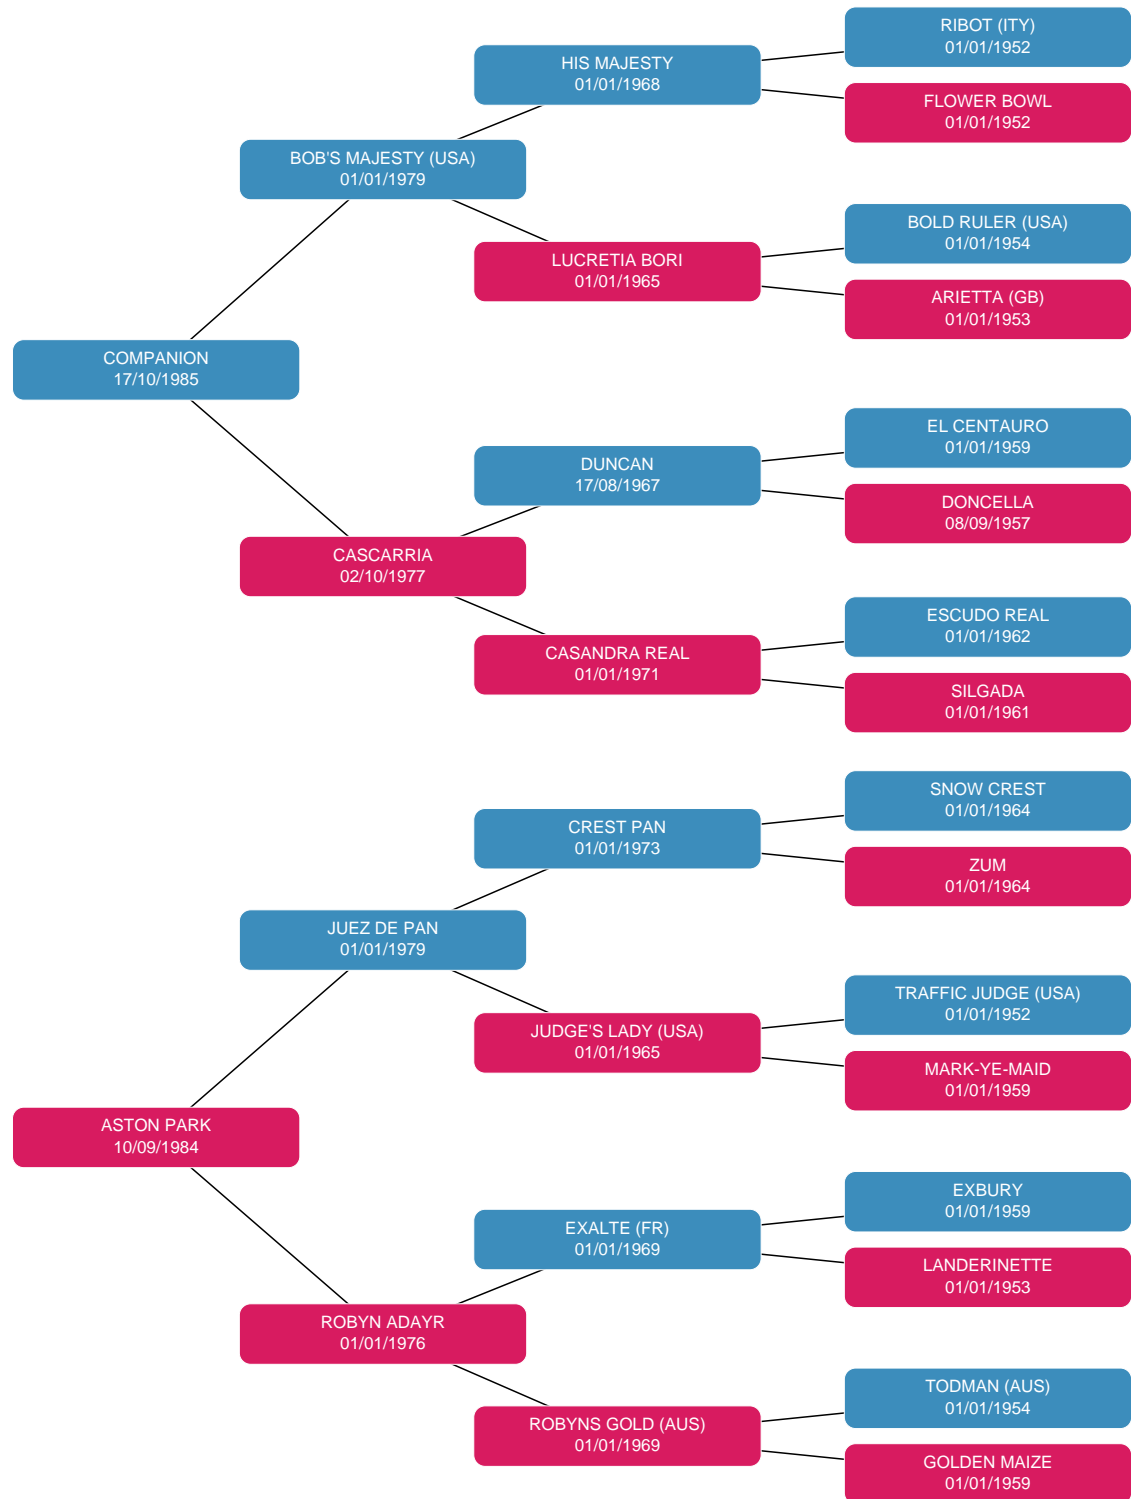 RIBOT (ITY)
01/01/1952
HIS MAJESTY
01/01/1968
FLOWER BOWL
01/01/1952
BOB'S MAJESTY (USA)
01/01/1979
BOLD RULER (USA)
01/01/1954
LUCRETIA BORI
01/01/1965
ARIETTA (GB)
01/01/1953
COMPANION
17/10/1985
EL CENTAURO
01/01/1959
DUNCAN
17/08/1967
DONCELLA
08/09/1957
CASCARRIA
02/10/1977
ESCUDO REAL
01/01/1962
CASANDRA REAL
01/01/1971
SILGADA
01/01/1961
SNOW CREST
01/01/1964
CREST PAN
01/01/1973
ZUM
01/01/1964
JUEZ DE PAN
01/01/1979
TRAFFIC JUDGE (USA)
01/01/1952
JUDGE'S LADY (USA)
01/01/1965
MARK-YE-MAID
01/01/1959
ASTON PARK
10/09/1984
EXBURY
01/01/1959
EXALTE (FR)
01/01/1969
LANDERINETTE
01/01/1953
ROBYN ADAYR
01/01/1976
TODMAN (AUS)
01/01/1954
ROBYNS GOLD (AUS)
01/01/1969
GOLDEN MAIZE
01/01/1959